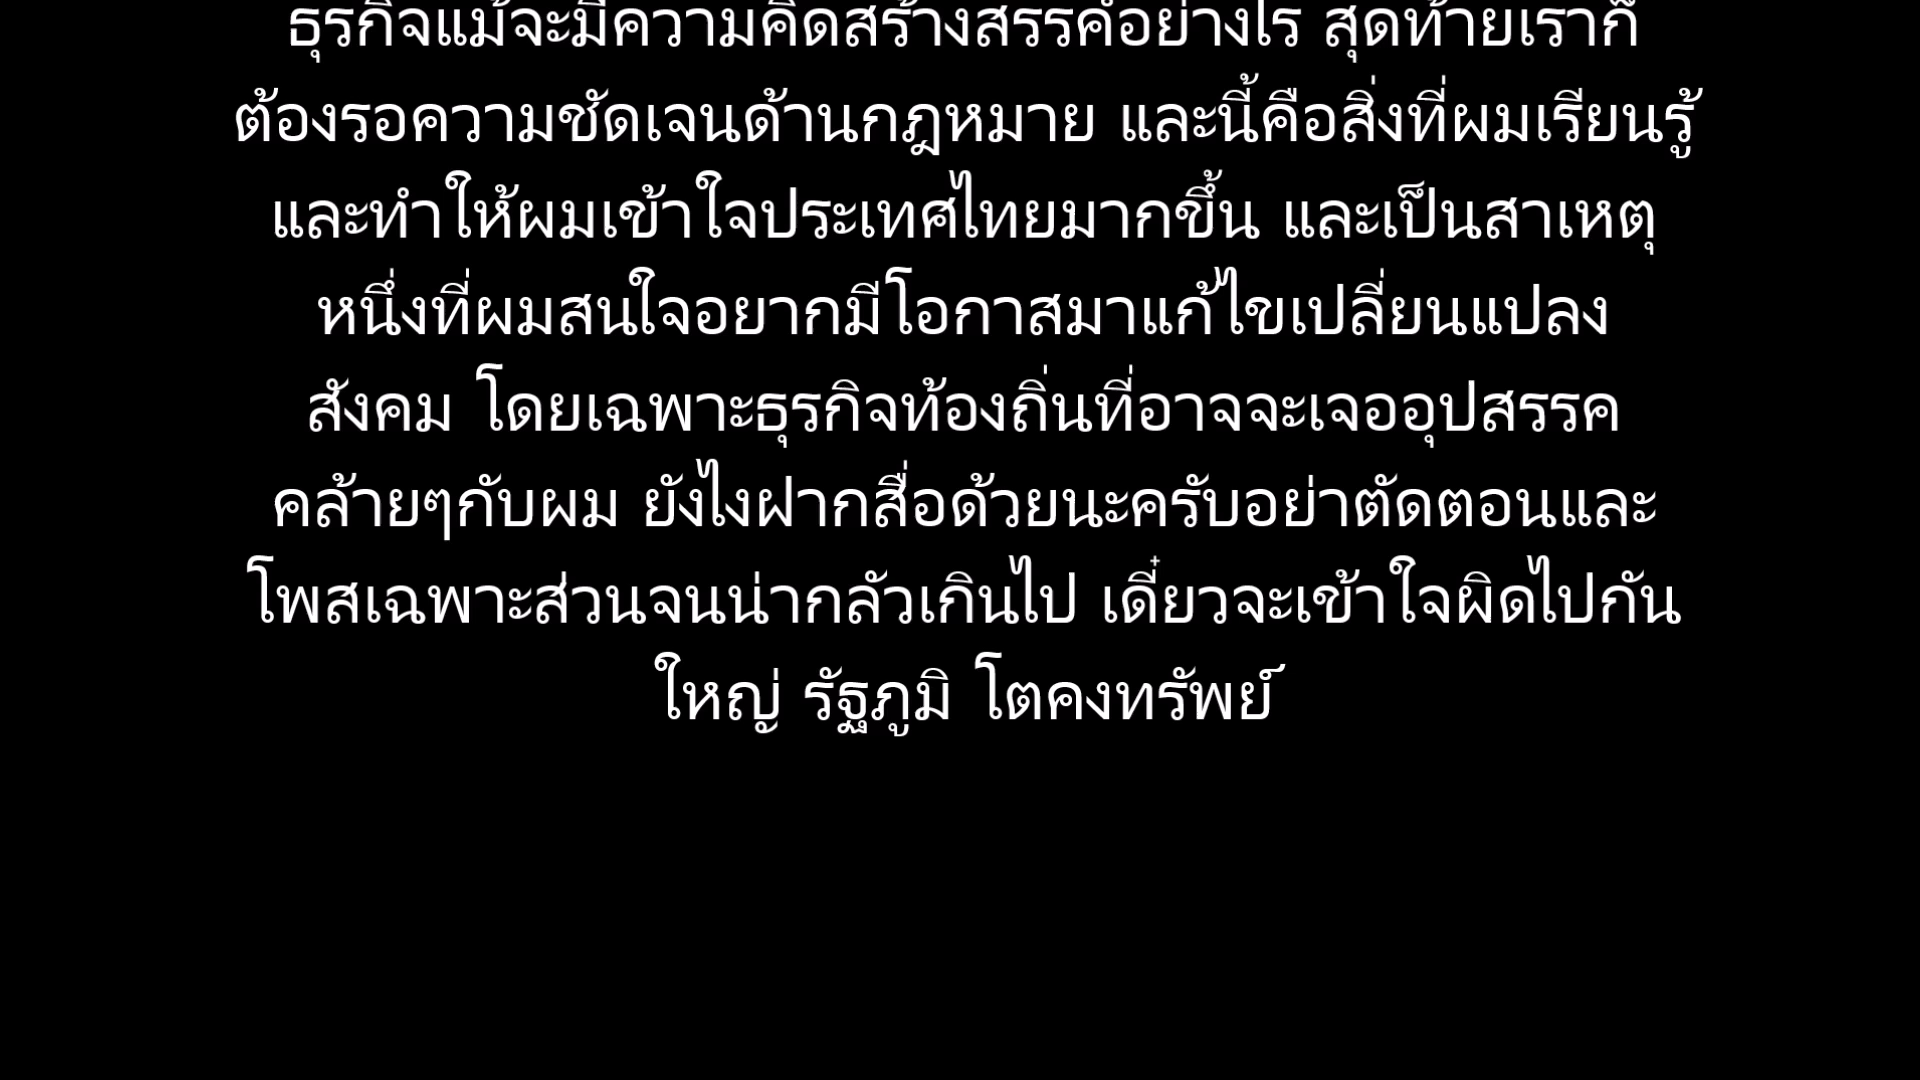 ธุรกิจแม้จะมีความคิดสร้างสรรค์อย่างไร สุดท้ายเราก็
ต้องรอความชัดเจนด้านกฎหมาย และนี้คือสิ่งที่ผมเรียนรู้
และทำให้ผมเข้าใจประเทศไทยมากขึ้น และเป็นสาเหตุ
หนึ่งที่ผมสนใจอยากมีโอกาสมาแก้ไขเปลี่ยนแปลง
สังคม โดยเฉพาะธุรกิจท้องถิ่นที่อาจจะเจออุปสรรค
คล้ายๆกับผม ยังไงฝากสื่อด้วยนะครับอย่าตัดตอนและ
โพสเฉพาะส่วนจนน่ากลัวเกินไป เดี๋ยวจะเข้าใจผิดไปกัน
ใหญ่ รัฐภูมิ โตคงทรัพย์